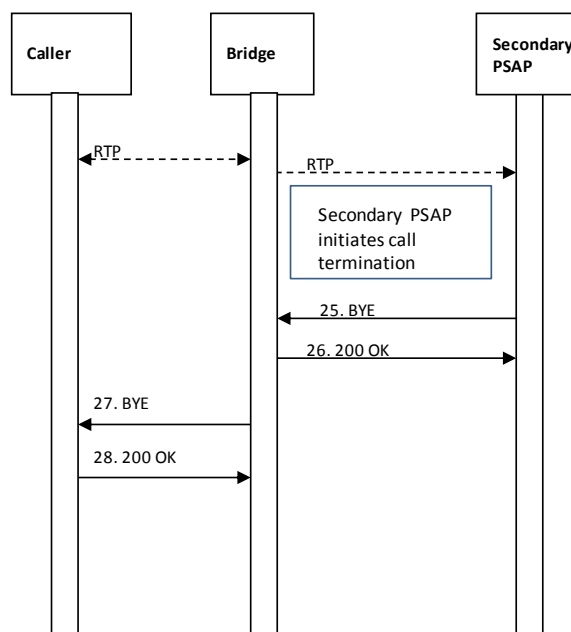 Caller
Bridge
Secondary
PSAP
RTP
RTP
Secondary PSAP
initiates call
termination
25. BYE
26. 200 OK
27. BYE
28. 200 OK